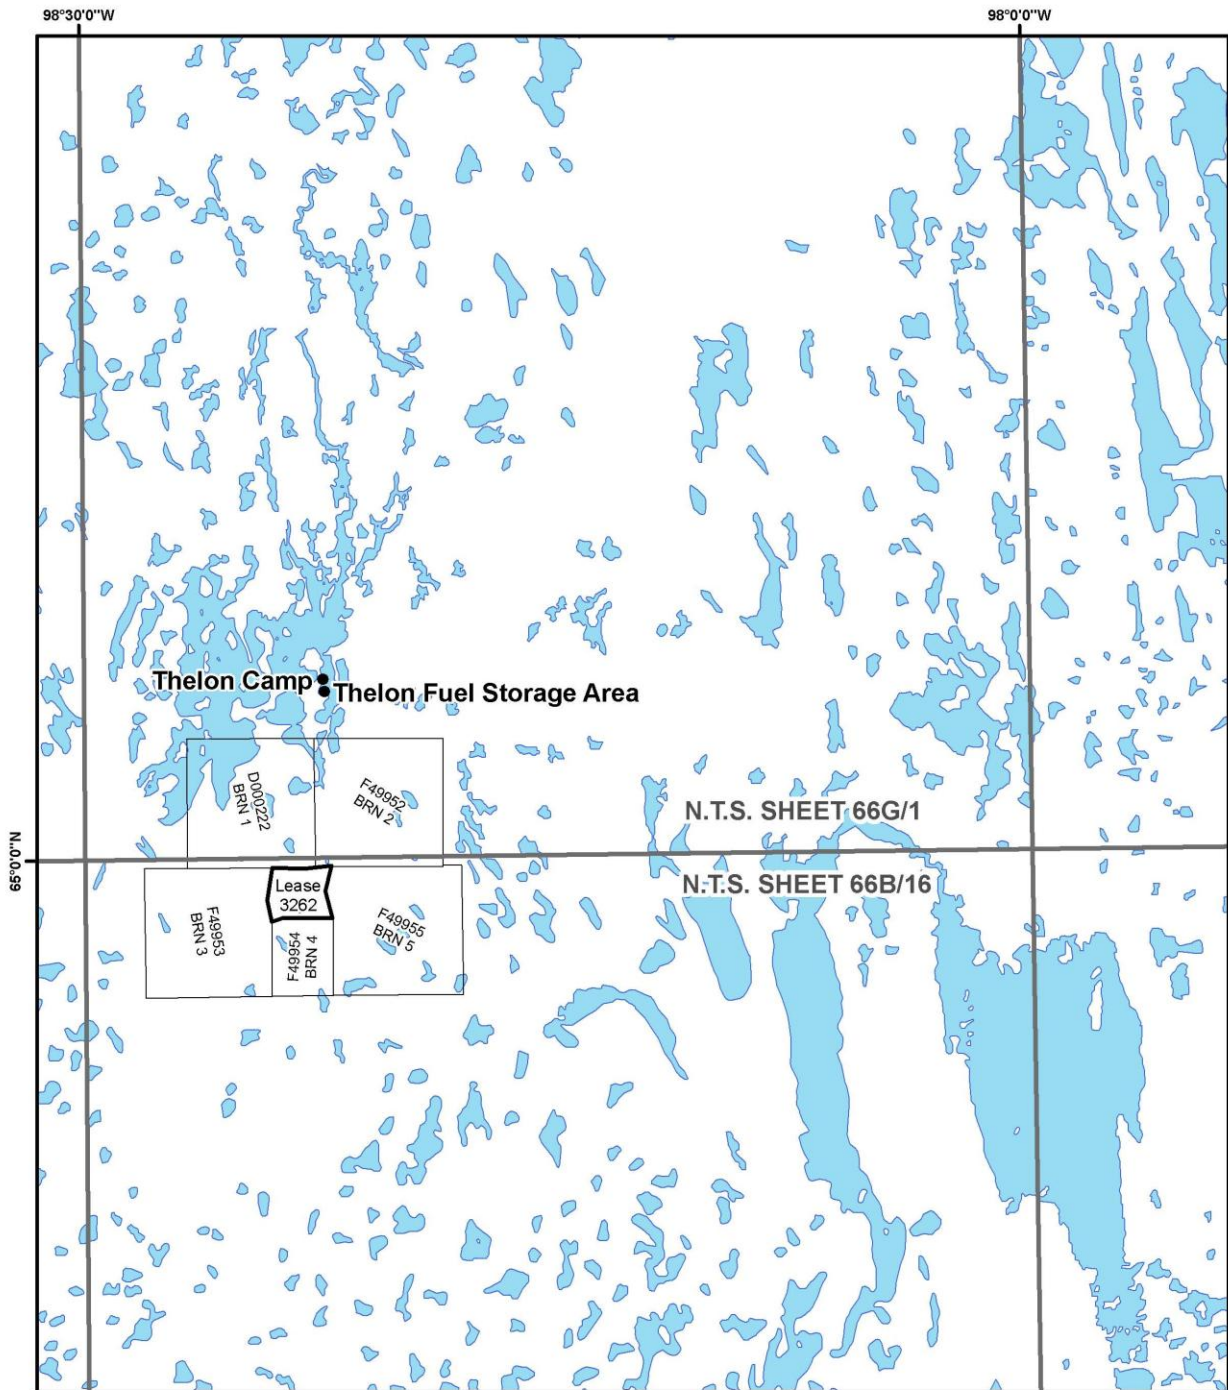 98°30'0"W
98°0'0"W
Thelon Camp
Thelon Fuel Storage Area
D000222
BRN 1
F49952
BRN 2
N.T.S. SHEET 66G/1
65°0'0"N
N.T.S. SHEET 66B/16
Lease
3262
F49953
BRN 3
F49954
BRN 4
F49955
BRN 5